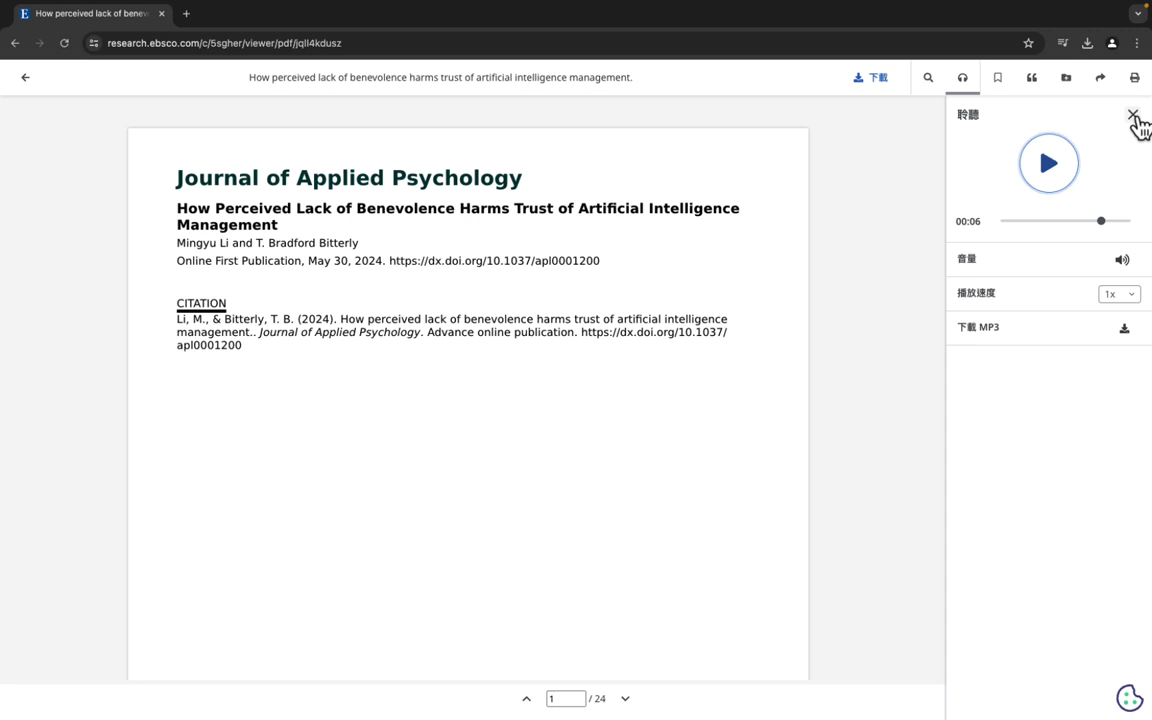 How perceived lack of benev
research.ebsco.com/c/5sgher/viewer/pdf/jqll4kdusz
How perceived lack of benevolence harms trust of artificial intelligence management.
下載
聆聽
00:06
音量
播放速度
1x
下載 MP3
Journal of Applied Psychology
How Perceived Lack of Benevolence Harms Trust of Artificial Intelligence
Management
Mingyu Li and T. Bradford Bitterly
Online First Publication, May 30, 2024. https://dx.doi.org/10.1037/apl0001200
CITATION
Li, M., & Bitterly, T. B. (2024). How perceived lack of benevolence harms trust of artificial intelligence
management.. Journal of Applied Psychology. Advance online publication. https://dx.doi.org/10.1037/
apl0001200
1 / 24